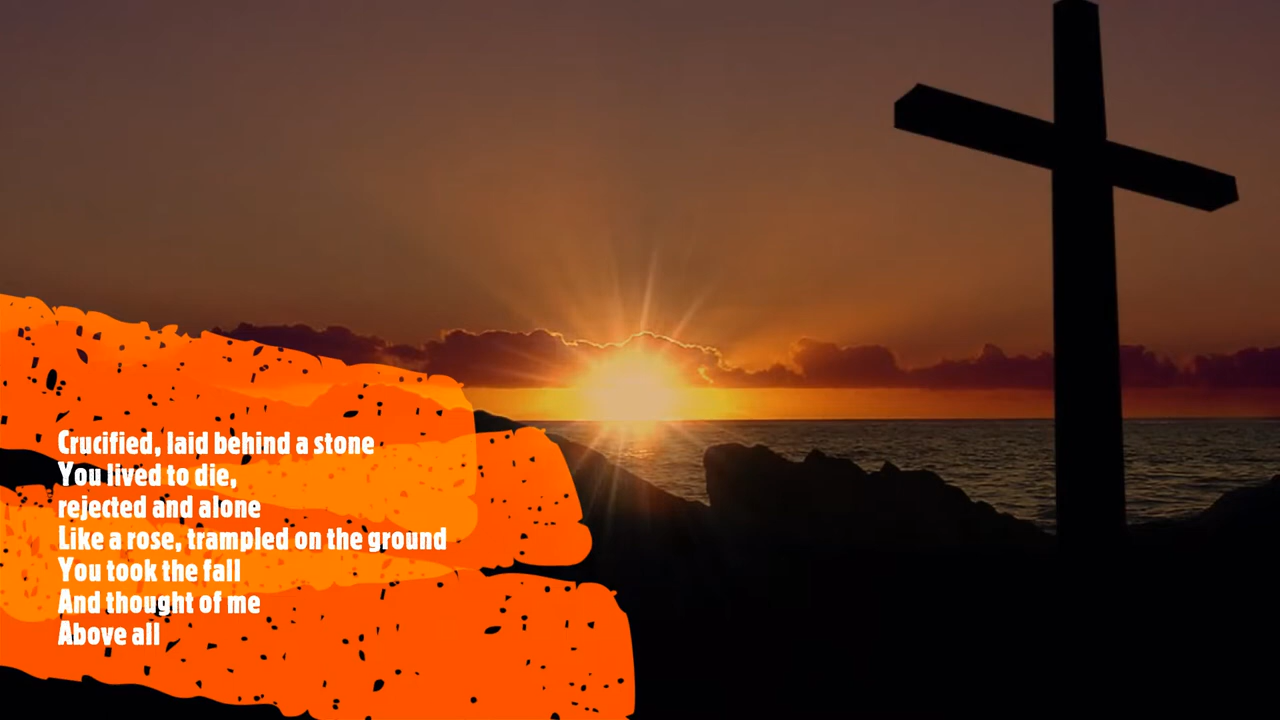 Crucified, laid behind a stone
You lived to die,
rejected and alone
Like a rose, trampled on the ground
You took the fall
And thought of me
Above all